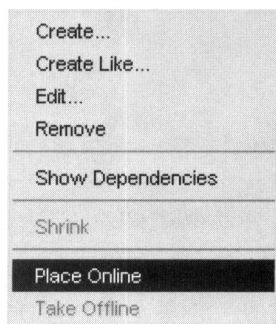 Create...
Create Like...
Edit...
Remove
Show Dependencies
Shrink
Place Online
Take Offline